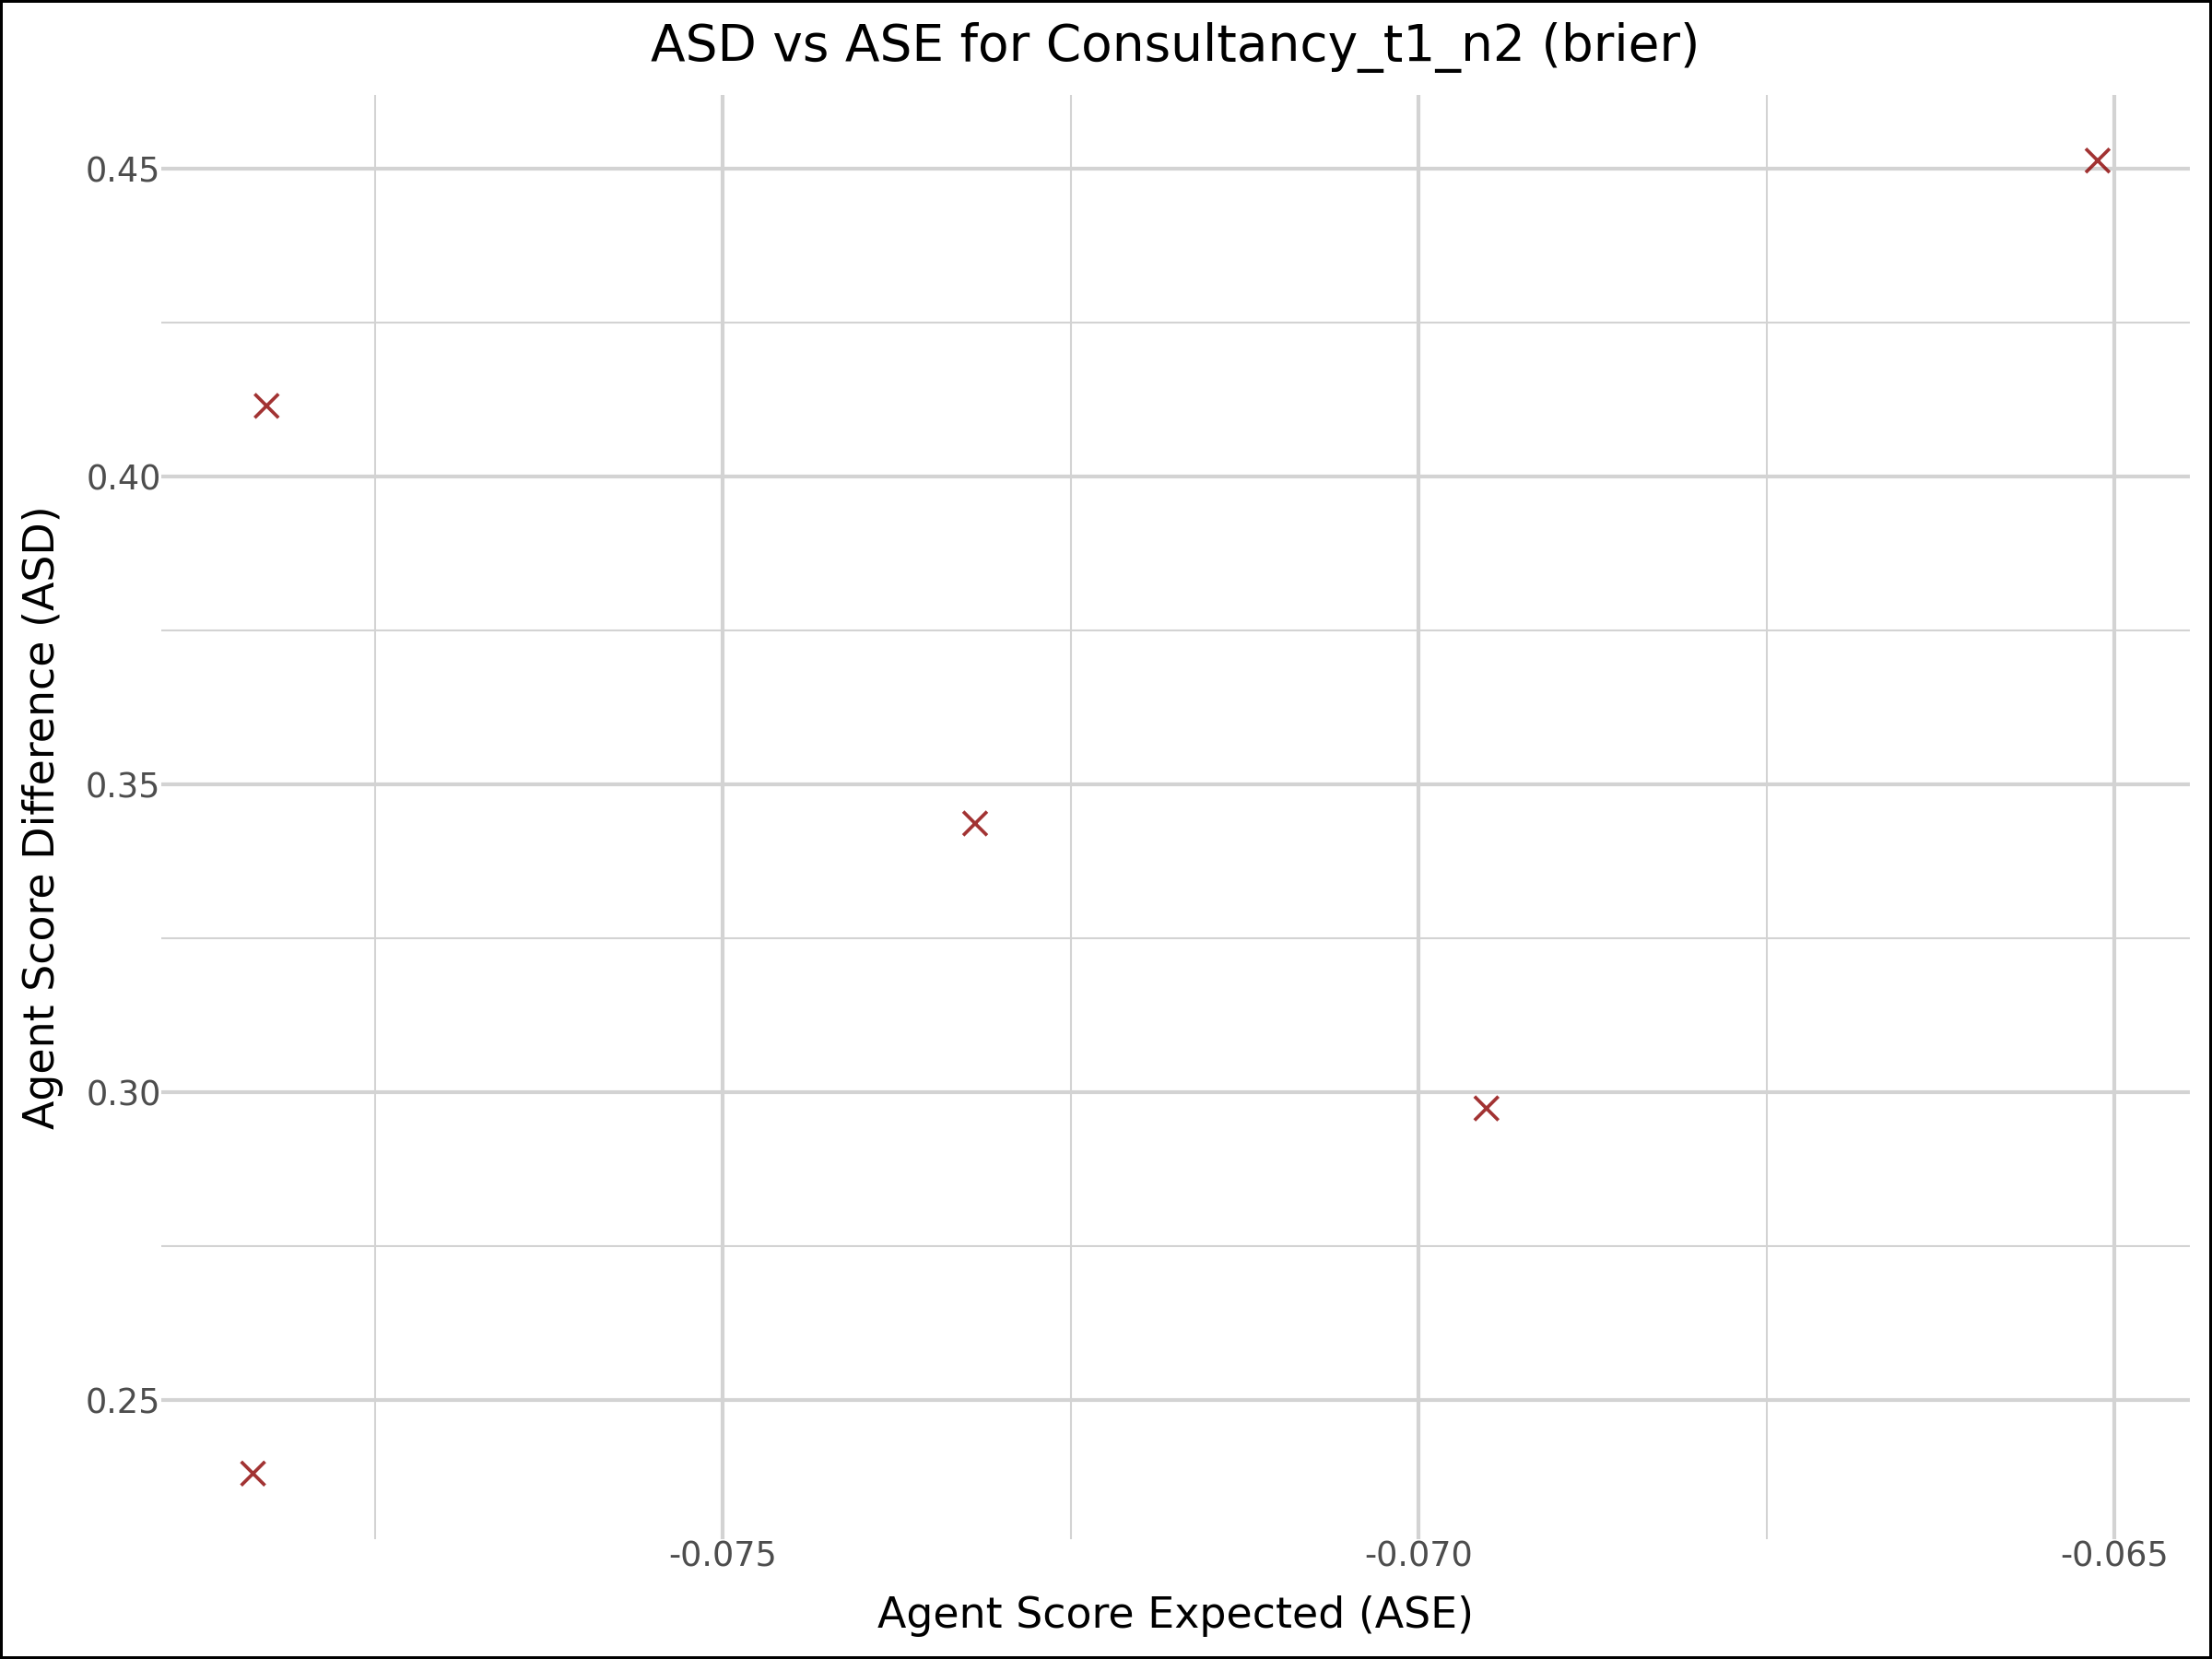 ASD vs ASE for Consultancy_t1_n2 (brier)
Agent Score Difference (ASD)
0.45
0.40
0.35
0.30
0.25
-0.075
-0.070
-0.065
Agent Score Expected (ASE)